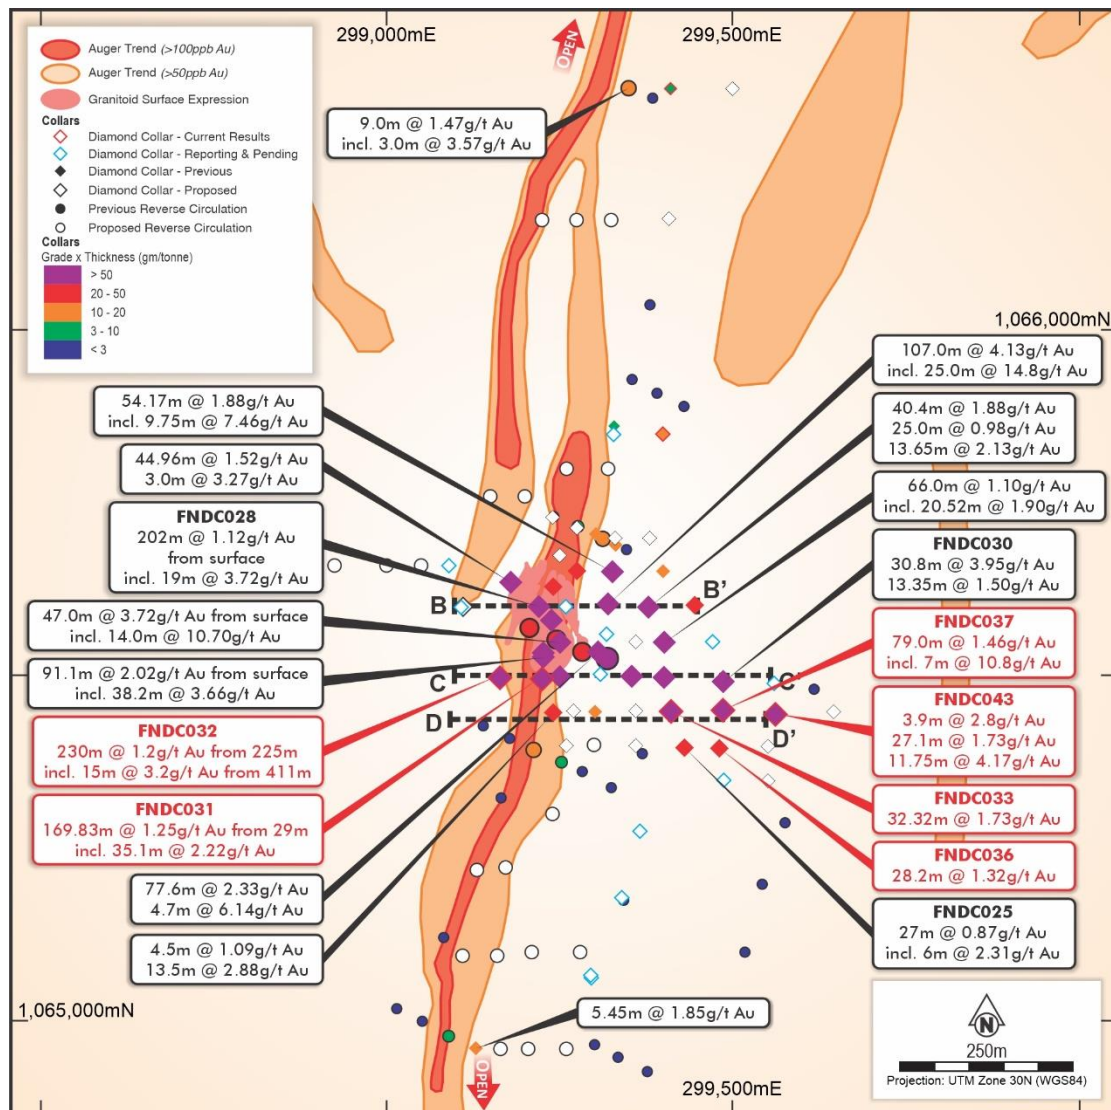 299,000mE
299,500mE
OPEN
Auger Trend (>100ppb Au)
Auger Trend (>50ppb Au)
Granitoid Surface Expression
Collars
Diamond Collar - Current Results
Diamond Collar - Reporting & Pending
Diamond Collar - Previous
Diamond Collar - Proposed
Previous Reverse Circulation
Proposed Reverse Circulation
Collars
Grade x Thickness (gm/tonne)
> 50
20 - 50
10 - 20
3 - 10
< 3
9.0m @ 1.47g/t Au
incl. 3.0m @ 3.57g/t Au
1,066,000mN
54.17m @ 1.88g/t Au
incl. 9.75m @ 7.46g/t Au
44.96m @ 1.52g/t Au
3.0m @ 3.27g/t Au
FNDC028
202m @ 1.12g/t Au
from surface
incl. 19m @ 3.72g/t Au
47.0m @ 3.72g/t Au from surface
incl. 14.0m @ 10.70g/t Au
91.1m @ 2.02g/t Au from surface
incl. 38.2m @ 3.66g/t Au
FNDC032
230m @ 1.2g/t Au from 225m
incl. 15m @ 3.2g/t Au from 411m
FNDC031
169.83m @ 1.25g/t Au from 29m
incl. 35.1m @ 2.22g/t Au
77.6m @ 2.33g/t Au
4.7m @ 6.14g/t Au
4.5m @ 1.09g/t Au
13.5m @ 2.88g/t Au
B
B'
C
C'
D
D'
107.0m @ 4.13g/t Au
incl. 25.0m @ 14.8g/t Au
40.4m @ 1.88g/t Au
25.0m @ 0.98g/t Au
13.65m @ 2.13g/t Au
66.0m @ 1.10g/t Au
incl. 20.52m @ 1.90g/t Au
FNDC030
30.8m @ 3.95g/t Au
13.35m @ 1.50g/t Au
FNDC037
79.0m @ 1.46g/t Au
incl. 7m @ 10.8g/t Au
FNDC043
3.9m @ 2.8g/t Au
27.1m @ 1.73g/t Au
11.75m @ 4.17g/t Au
FNDC033
32.32m @ 1.73g/t Au
FNDC036
28.2m @ 1.32g/t Au
FNDC025
27m @ 0.87g/t Au
incl. 6m @ 2.31g/t Au
1,065,000mN
5.45m @ 1.85g/t Au
OPEN
299,500mE
N
250m
Projection: UTM Zone 30N (WGS84)